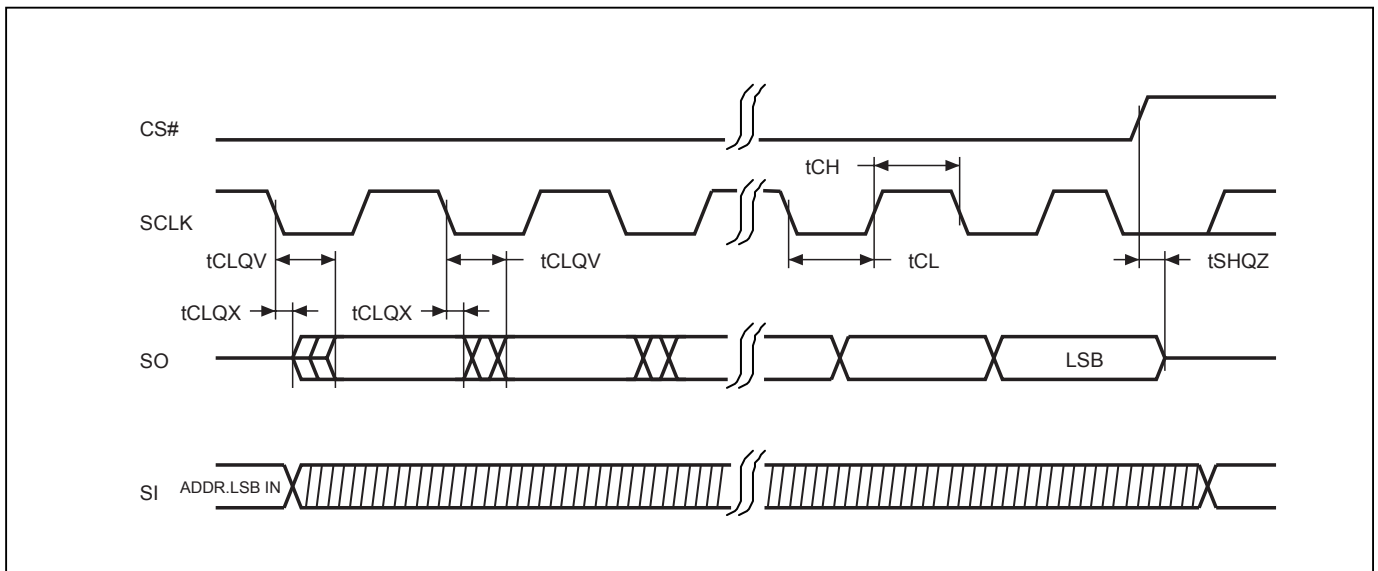 CS#
tCH
SCLK
tCLQV
tCLQV
tCL
tSHQZ
tCLQX
tCLQX
SO
LSB
SI
ADDR.LSB IN